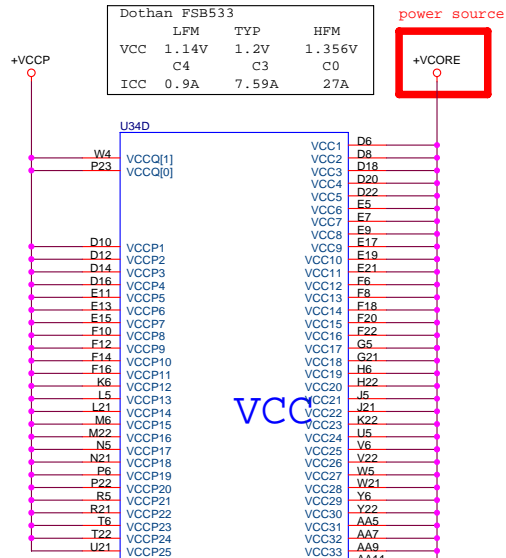 Dothan FSB533
LFM TYP HFM
VCC 1.14V 1.2V 1.356V
C4 C3 C0
ICC 0.9A 7.59A 27A
power source
+VCCP
+VCORE
U34D
W4 VCCQ[1]
P23 VCCQ[0]
D10 VCCP1
D12 VCCP2
D14 VCCP3
D16 VCCP4
E11 VCCP5
E13 VCCP6
E15 VCCP7
F10 VCCP8
F12 VCCP9
F14 VCCP10
F16 VCCP11
K6 VCCP12
L5 VCCP13
L21 VCCP14
M6 VCCP15
M22 VCCP16
N5 VCCP17
N21 VCCP18
P6 VCCP19
P22 VCCP20
R5 VCCP21
R21 VCCP22
T6 VCCP23
T22 VCCP24
U21 VCCP25
VCC
VCC1 D6
VCC2 D8
VCC3 D18
VCC4 D20
VCC5 D22
VCC6 E5
VCC7 E7
VCC8 E9
VCC9 E17
VCC10 E19
VCC11 E21
VCC12 F6
VCC13 F8
VCC14 F18
VCC15 F20
VCC16 F22
VCC17 G5
VCC18 G21
VCC19 H6
VCC20 H22
VCC21 J5
VCC22 J21
VCC23 K22
VCC24 U5
VCC25 V6
VCC26 V22
VCC27 W5
VCC28 W21
VCC29 Y6
VCC30 Y22
VCC31 AA5
VCC32 AA7
VCC33 AA9
AA11